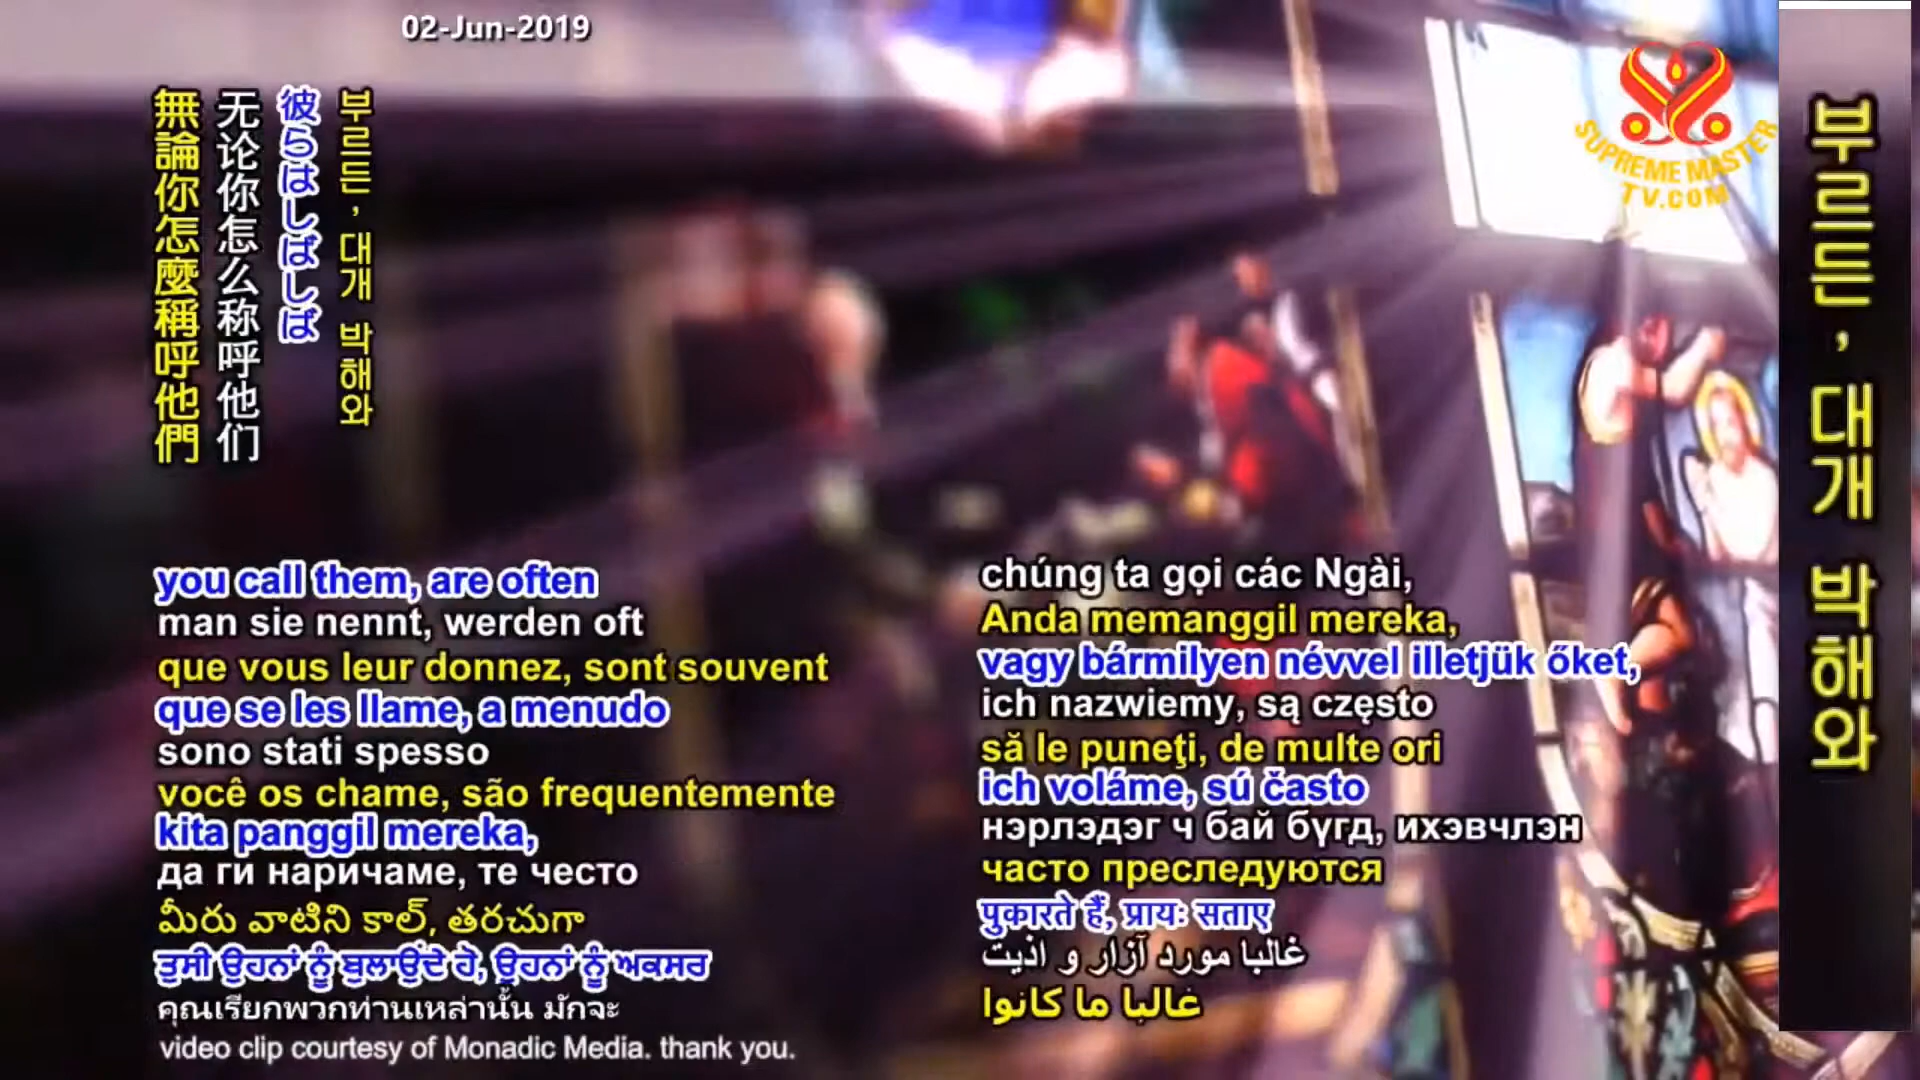 02-Jun-2019
SUPREME MASTER
TV.COM
無論你怎麼稱呼他們
无论你怎么称呼他们
彼らはしばしば
부르든, 대개 박해와
부르든, 대개 박해와
you call them, are often
man sie nennt, werden oft
que vous leur donnez, sont souvent
que se les llame, a menudo
sono stati spesso
você os chame, são frequentemente
kita panggil mereka,
да ги наричаме, те често
మీరు వాటిని కాల్, తరచుగా
ਤੁਸੀ ਉਹਨਾਂ ਨੂੰ ਬੁਲਾਉਂਦੇ ਹੋ, ਉਹਨਾਂ ਨੂੰ ਅਕਸਰ
คุณเรียกพวกท่านเหล่านั้น มักจะ
video clip courtesy of Monadic Media. thank you.
chúng ta gọi các Ngài,
Anda memanggil mereka,
vagy bármilyen névvel illetjük őket,
ich nazwiemy, są często
să le puneţi, de multe ori
ich voláme, sú často
нэрлэдэг ч бай бүгд, ихэвчлэн
часто преследуются
पुकारते हैं, प्रायः सताए
غالبا مورد آزار و اذیت
غالبا ما كانوا